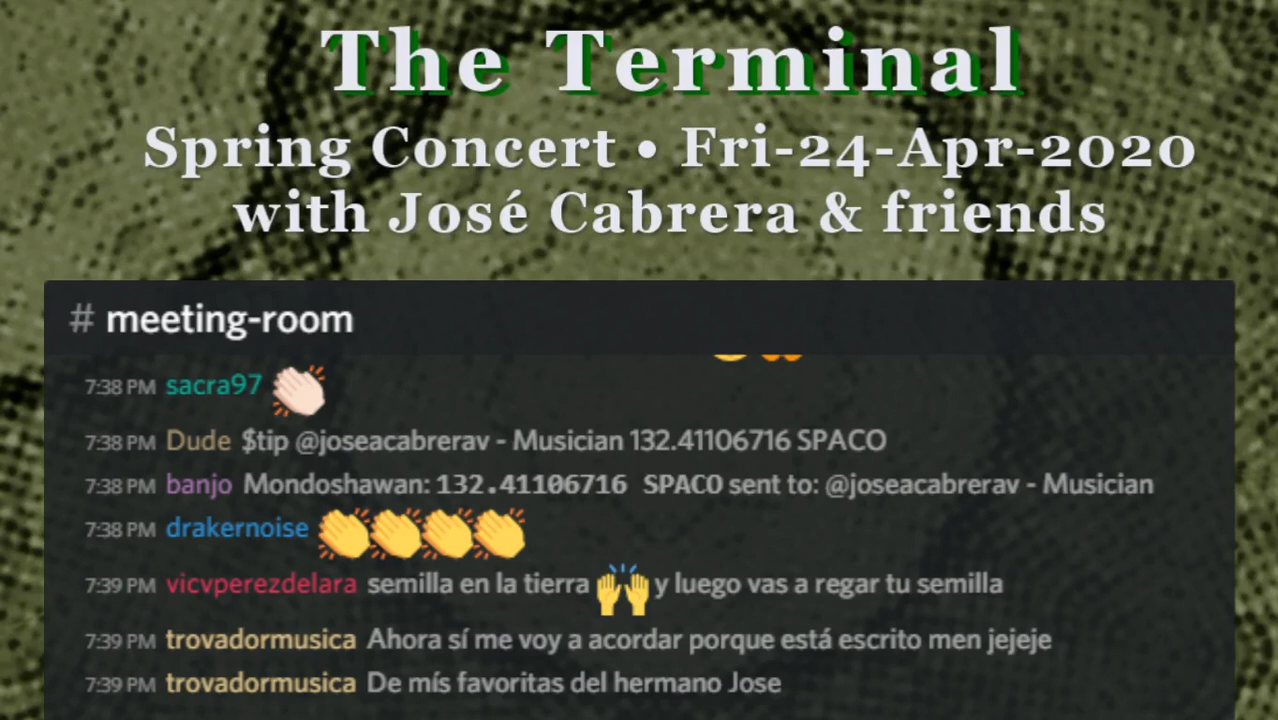 The Terminal
Spring Concert • Fri-24-Apr-2020
with José Cabrera & friends
# meeting-room
7:38 PM sacra97 👏🏻
7:38 PM Dude $tip @joseacabrerav - Musician 132.41106716 SPACO
7:38 PM banjo Mondoshawan: 132.41106716 SPACO sent to: @joseacabrerav - Musician
7:38 PM drakernoise 👏👏👏👏
7:39 PM vicvperezdelara semilla en la tierra 🙌 y luego vas a regar tu semilla
7:39 PM trovadormusica Ahora sí me voy a acordar porque está escrito men jejeje
7:39 PM trovadormusica De mís favoritas del hermano Jose